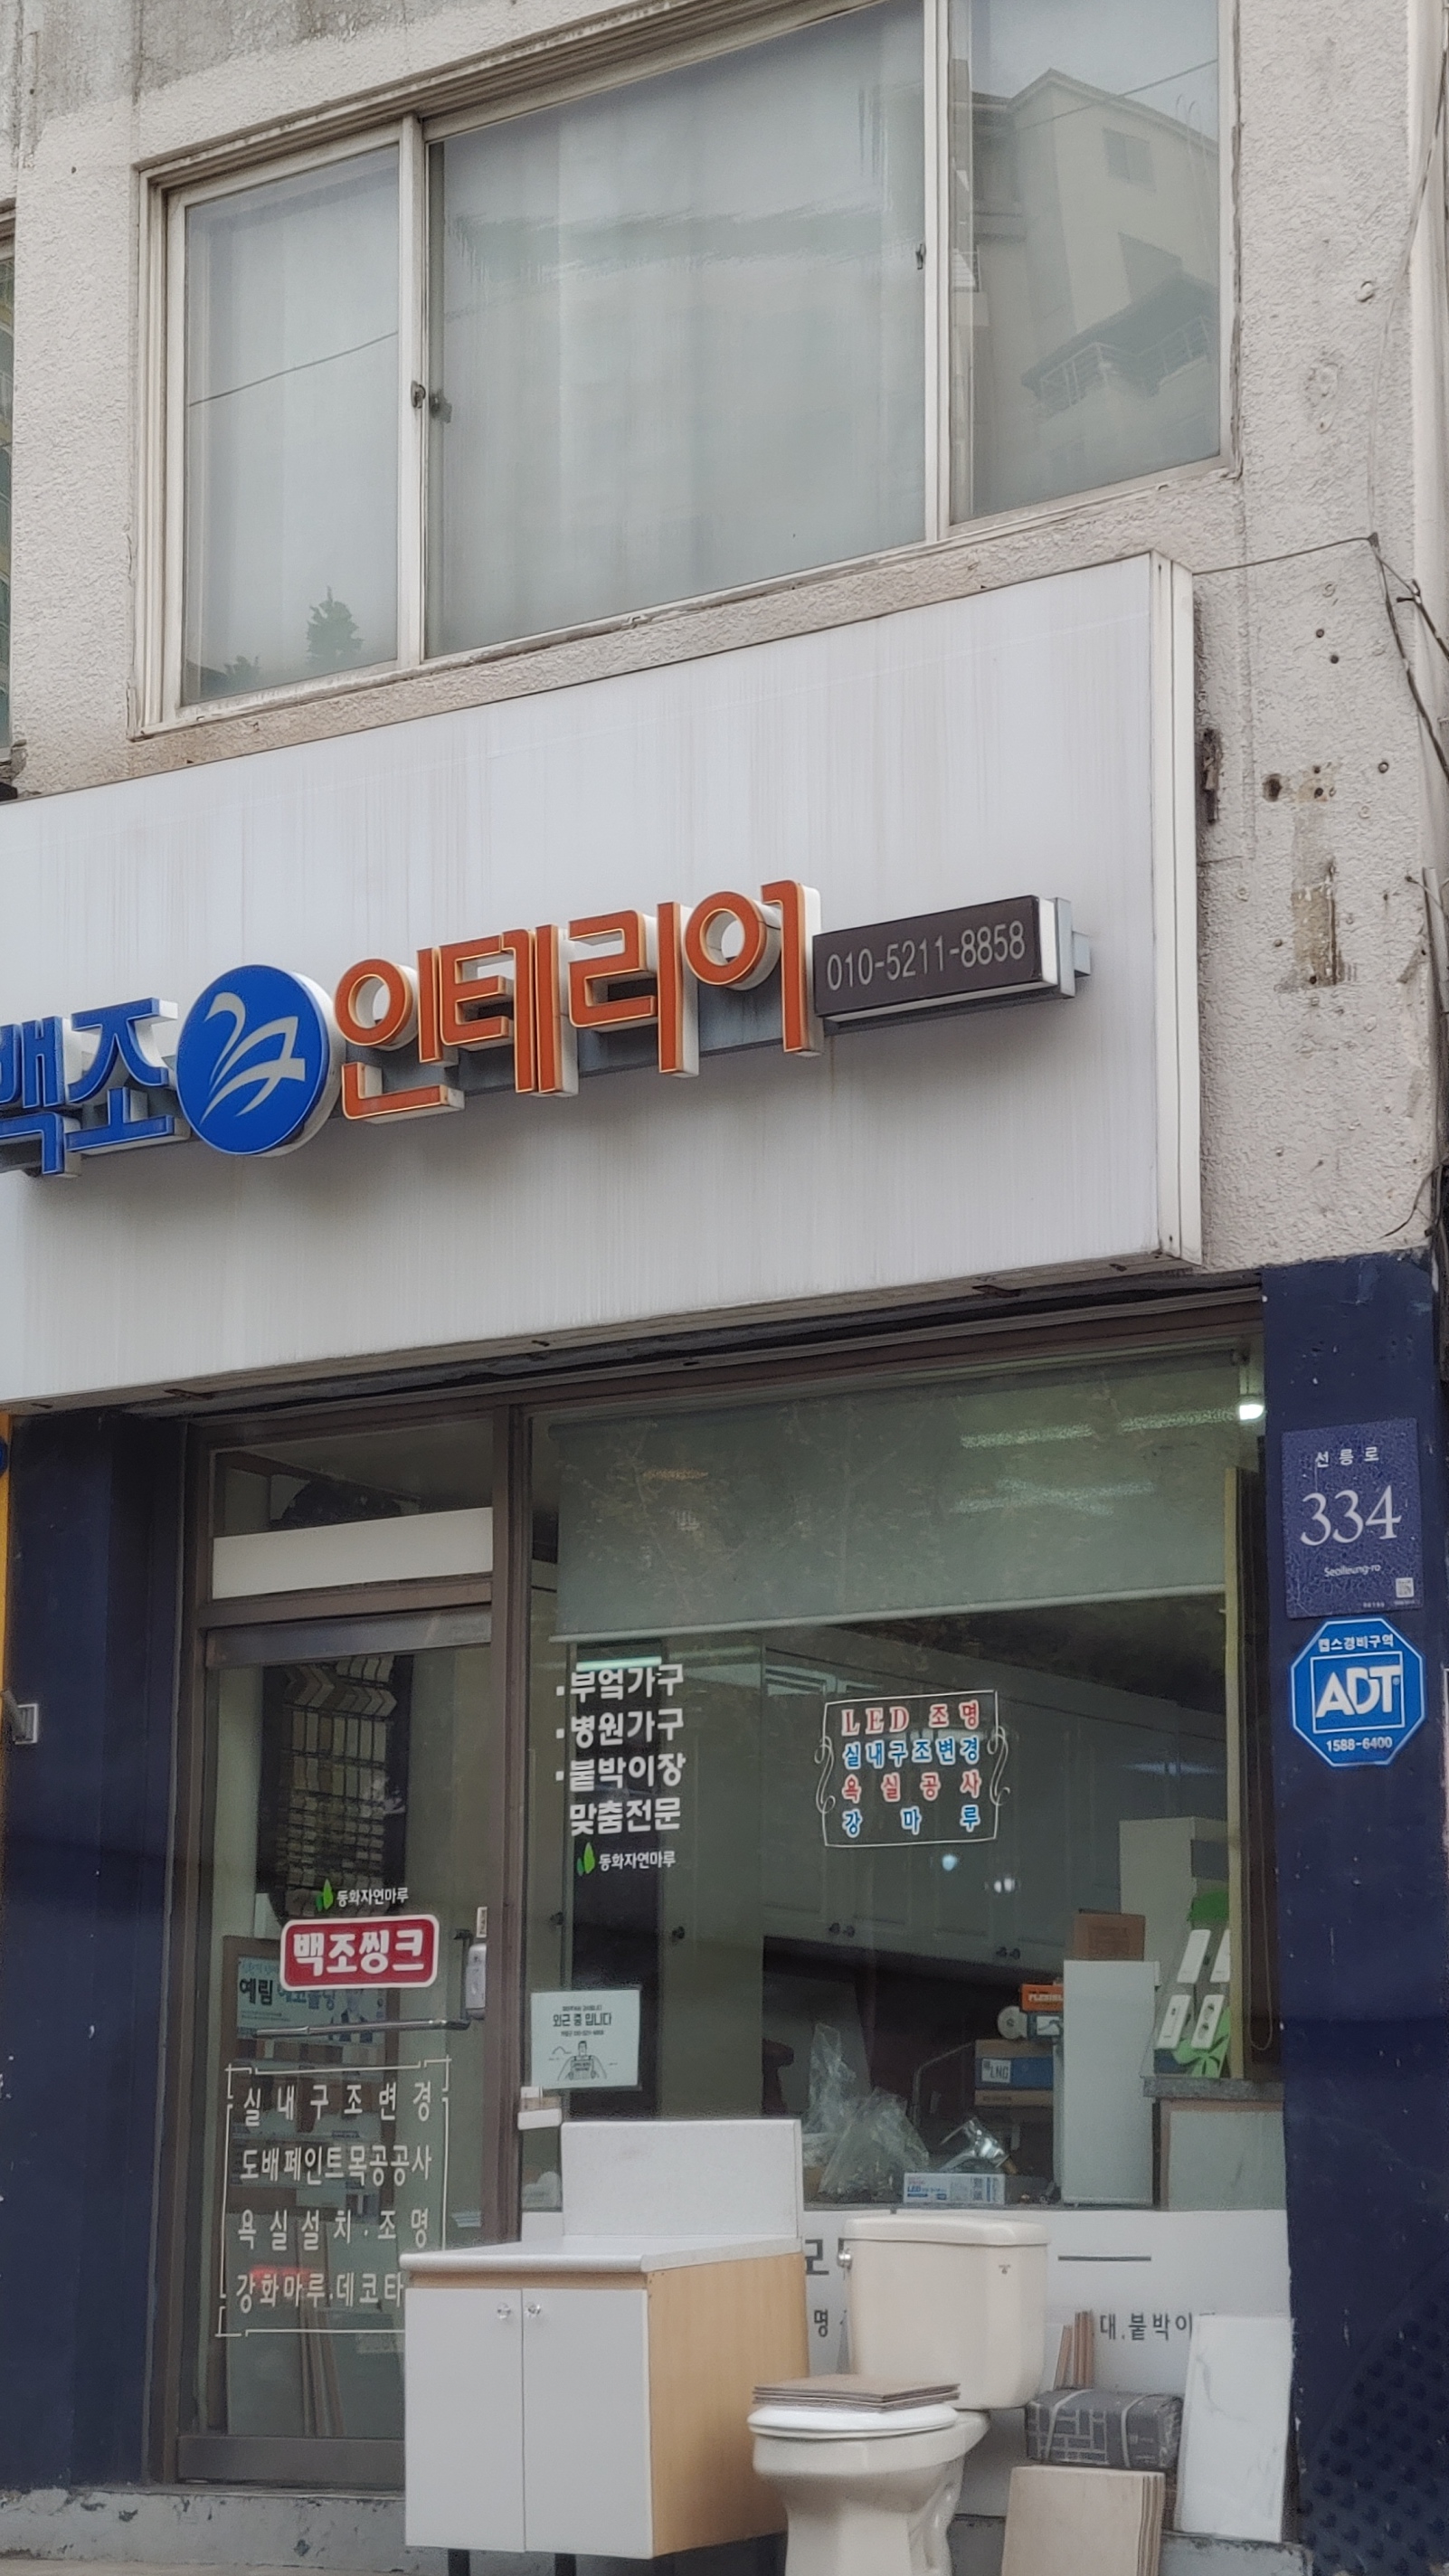 백조 인테리어 010-5211-8858
선릉로
334
Seolleung-ro
캡스경비구역
ADT
1588-6400
·부엌가구
·병원가구
·붙박이장
맞춤전문
동화자연마루
LED 조명
실내구조변경
욕실공사
강마루
동화자연마루
백조씽크
예림
외근 중 입니다
실내구조변경
도배페인트목공공사
욕실설치·조명
강화마루.데코타
LNG
LED
명
대.붙박이